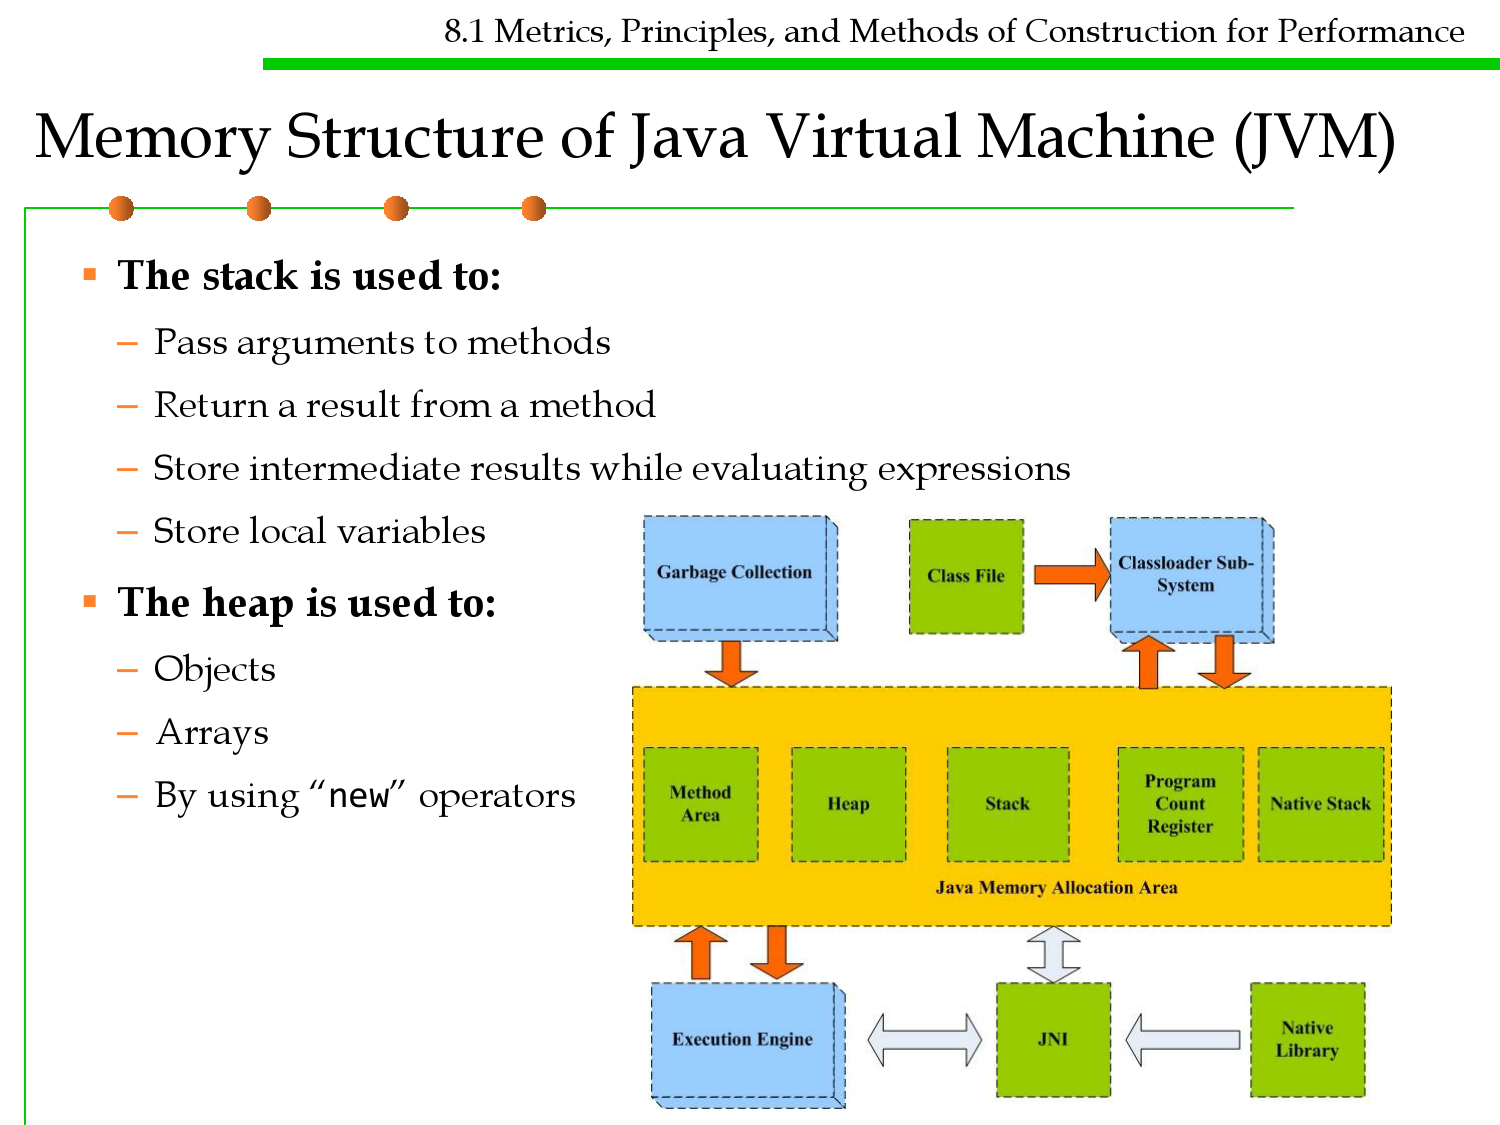 8.1 Metrics, Principles, and Methods of Construction for Performance
Memory Structure of Java Virtual Machine (JVM)
The stack is used to:
– Pass arguments to methods
– Return a result from a method
– Store intermediate results while evaluating expressions
– Store local variables
The heap is used to:
– Objects
– Arrays
– By using “new” operators
Garbage Collection
Class File
Classloader Sub-
System
Method
Area
Heap
Stack
Program
Count
Register
Native Stack
Java Memory Allocation Area
Execution Engine
JNI
Native
Library